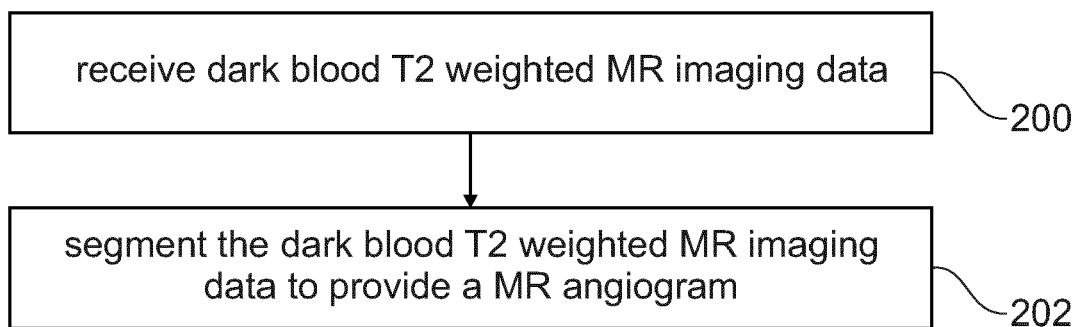 receive dark blood T2 weighted MR imaging data
200
segment the dark blood T2 weighted MR imaging
data to provide a MR angiogram
202